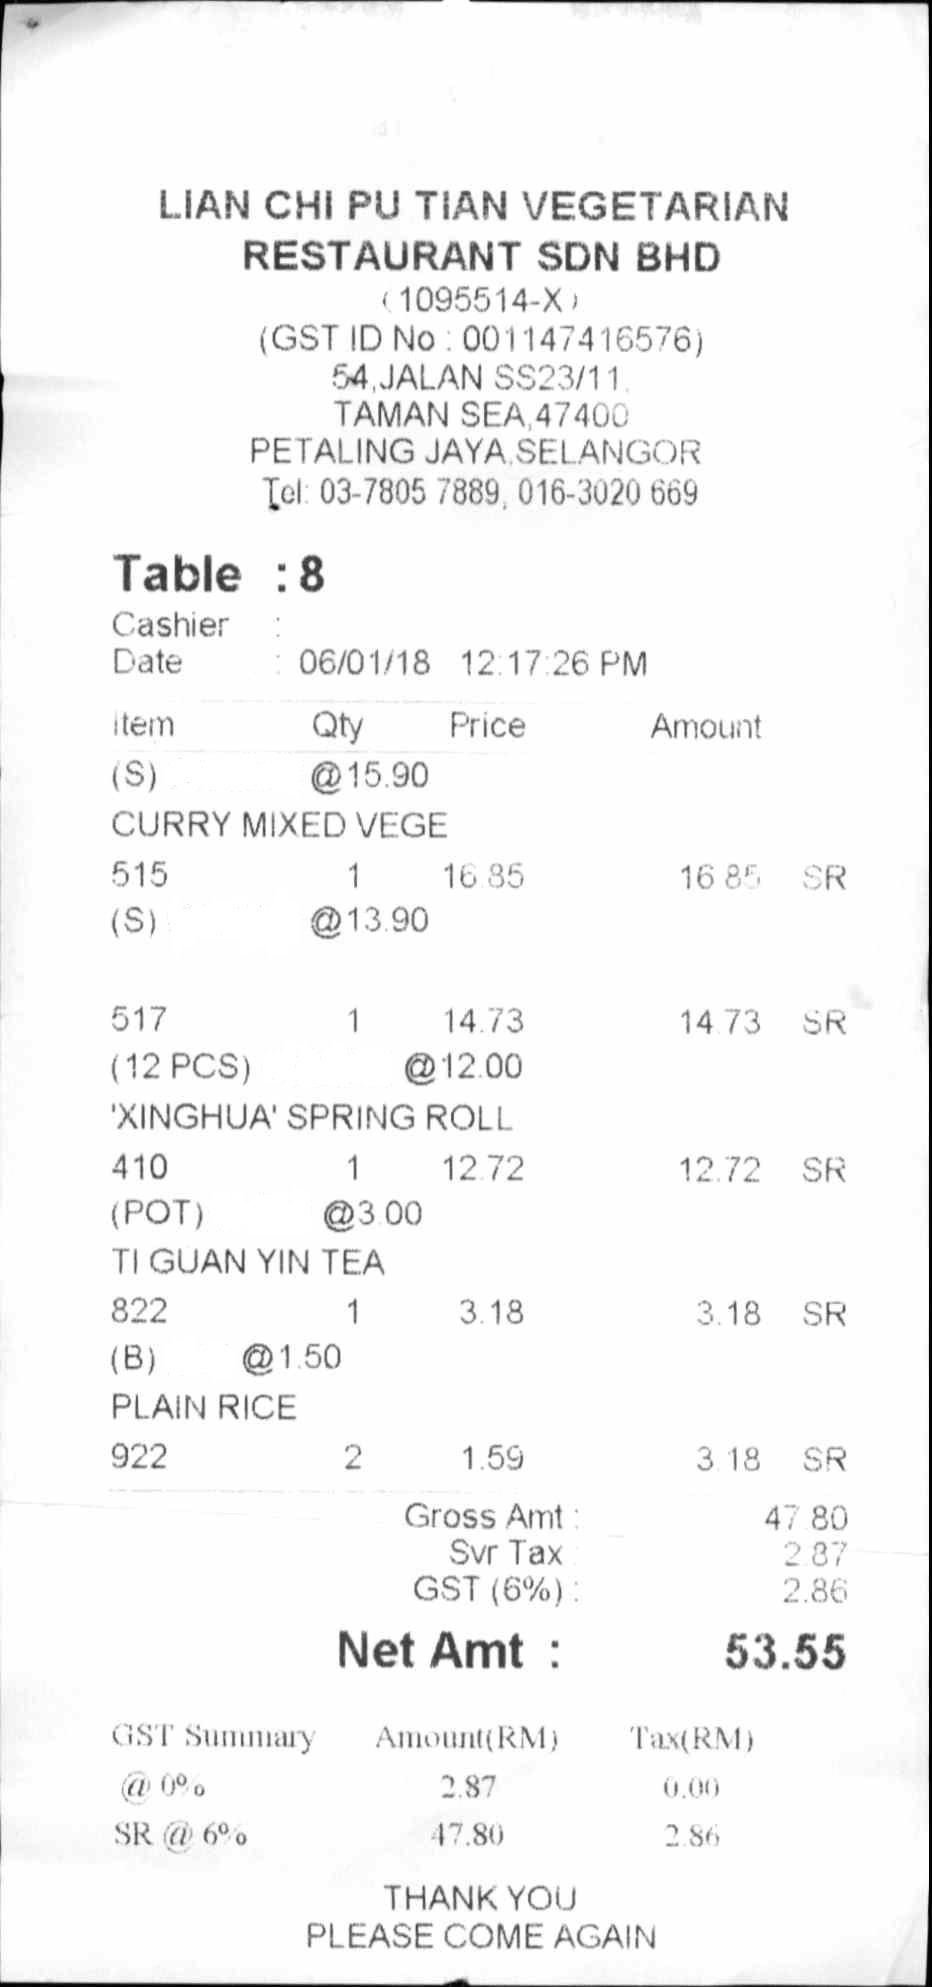 LIAN CHI PU TIAN VEGETARIAN
RESTAURANT SDN BHD
(1095514-X)
(GST ID No : 001147416576)
54,JALAN SS23/11,
TAMAN SEA,47400
PETALING JAYA,SELANGOR
Tel: 03-7805 7889, 016-3020 669
Table : 8
Cashier :
Date : 06/01/18 12:17:26 PM
Item Qty Price Amount
(S) @15.90
CURRY MIXED VEGE
515 1 16.85 16.85 SR
(S) @13.90
517 1 14.73 14.73 SR
(12 PCS) @12.00
'XINGHUA' SPRING ROLL
410 1 12.72 12.72 SR
(POT) @3.00
TI GUAN YIN TEA
822 1 3.18 3.18 SR
(B) @1.50
PLAIN RICE
922 2 1.59 3.18 SR
Gross Amt : 47.80
Svr Tax : 2.87
GST (6%) : 2.86
Net Amt : 53.55
GST Summary Amount(RM) Tax(RM)
@ 0% 2.87 0.00
SR @ 6% 47.80 2.86
THANK YOU
PLEASE COME AGAIN